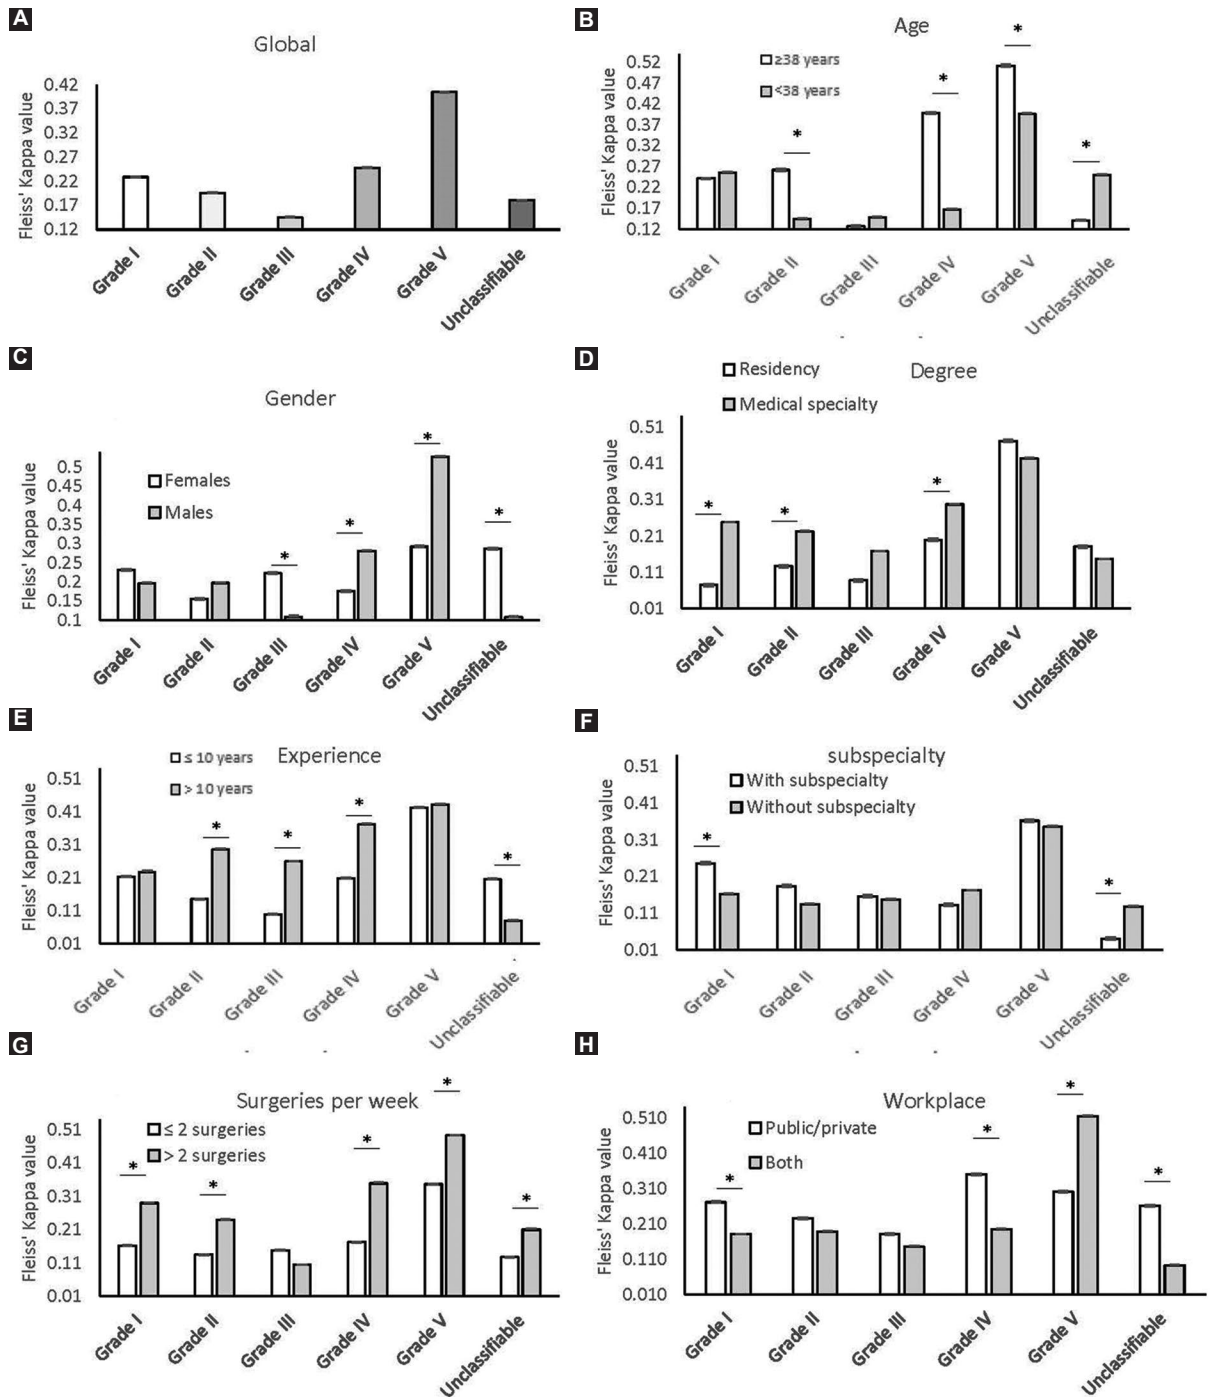 A
Global
Fleiss' Kappa value
0.42
0.37
0.32
0.27
0.22
0.17
0.12
Grade I
Grade II
Grade III
Grade IV
Grade V
Unclassifiable
B
Age
≥38 years
<38 years
Fleiss' Kappa value
0.52
0.47
0.42
0.37
0.32
0.27
0.22
0.17
0.12
*
*
*
*
Grade I
Grade II
Grade III
Grade IV
Grade V
Unclassifiable
C
Gender
Females
Males
Fleiss' Kappa value
0.5
0.45
0.4
0.35
0.3
0.25
0.2
0.15
0.1
*
*
*
*
Grade I
Grade II
Grade III
Grade IV
Grade V
Unclassifiable
D
Residency
Medical specialty
Degree
Fleiss' Kappa value
0.51
0.41
0.31
0.21
0.11
0.01
*
*
*
Grade I
Grade II
Grade III
Grade IV
Grade V
Unclassifiable
E
Experience
≤ 10 years
> 10 years
Fleiss' Kappa value
0.51
0.41
0.31
0.21
0.11
0.01
*
*
*
*
Grade I
Grade II
Grade III
Grade IV
Grade V
Unclassifiable
F
subspecialty
With subspecialty
Without subspecialty
Fleiss' Kappa value
0.51
0.41
0.31
0.21
0.11
0.01
*
*
Grade I
Grade II
Grade III
Grade IV
Grade V
Unclassifiable
G
Surgeries per week
≤ 2 surgeries
> 2 surgeries
Fleiss' Kappa value
0.51
0.41
0.31
0.21
0.11
0.01
*
*
*
*
*
Grade I
Grade II
Grade III
Grade IV
Grade V
Unclassifiable
H
Workplace
Public/private
Both
Fleiss' Kappa value
0.510
0.410
0.310
0.210
0.110
0.010
*
*
*
*
Grade I
Grade II
Grade III
Grade IV
Grade V
Unclassifiable